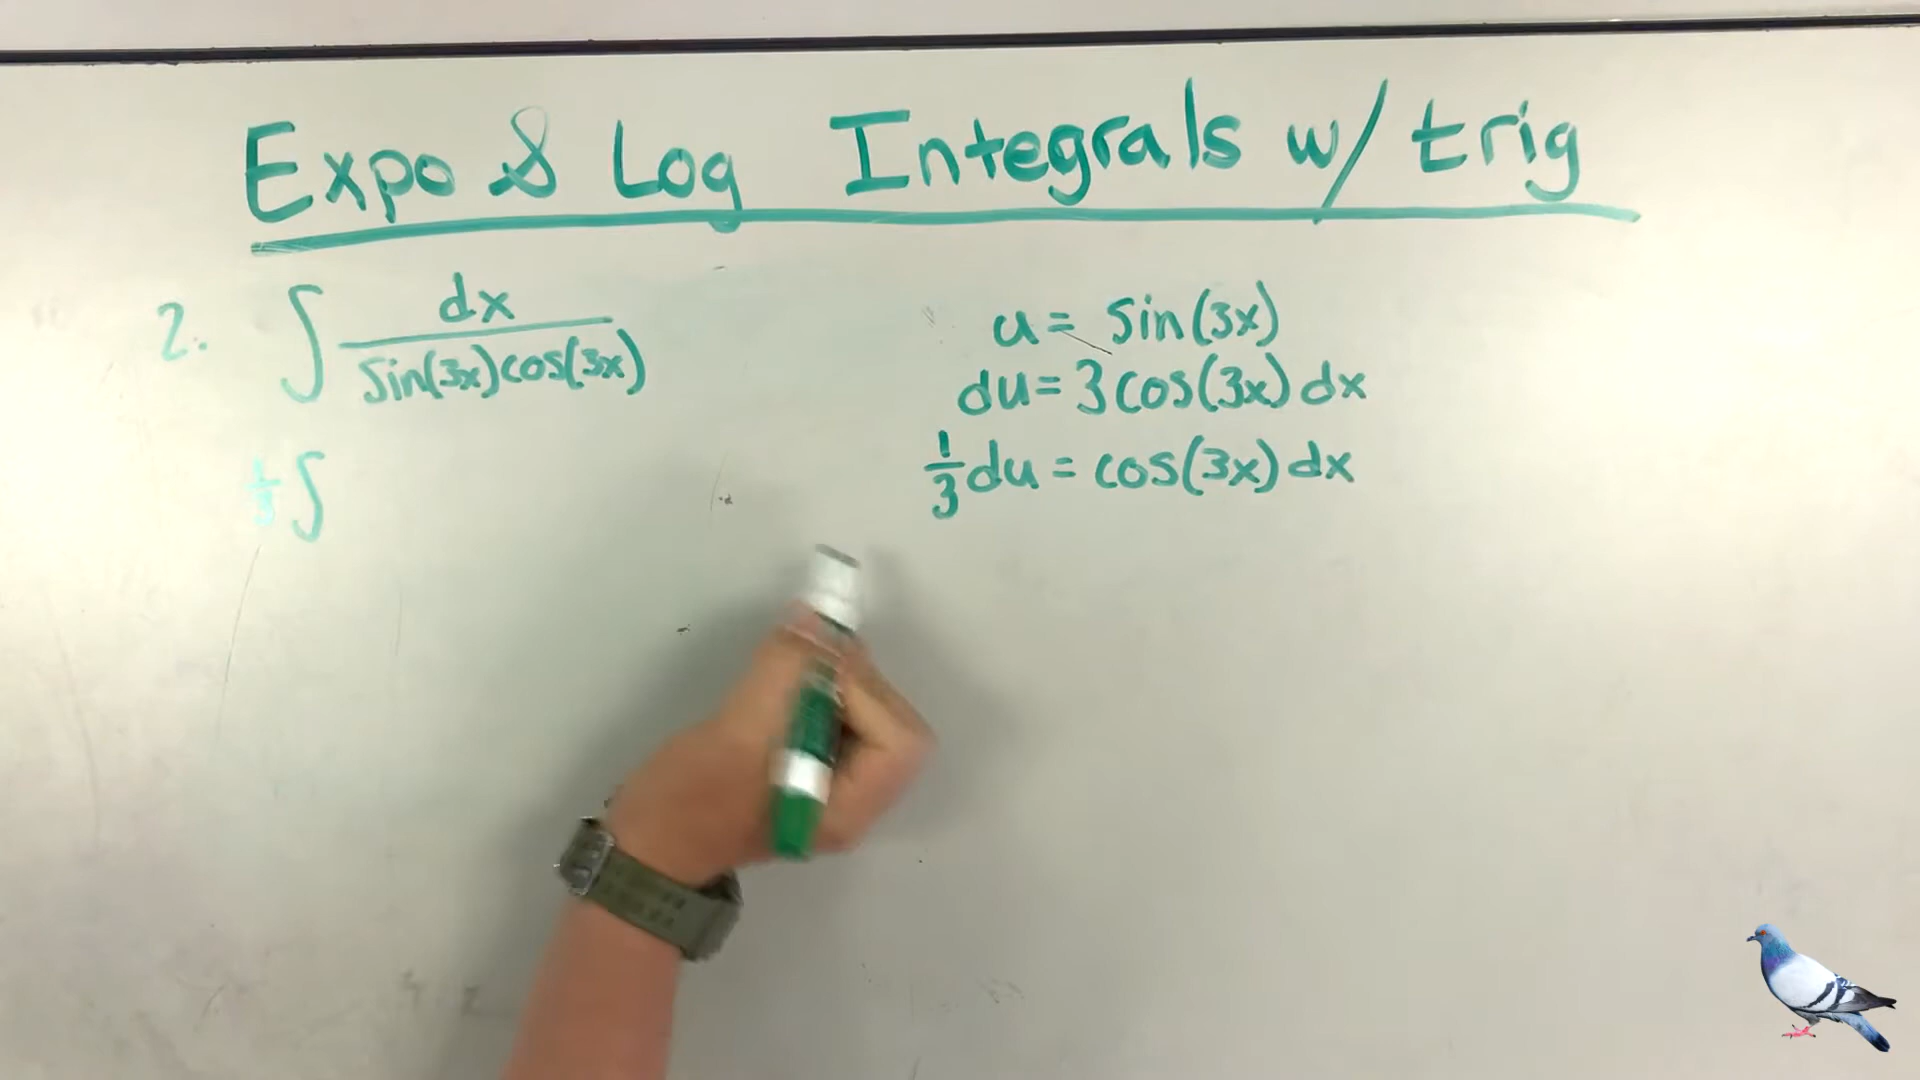 Expo & Log Integrals w/ trig
2. ∫ dx / sin(3x)cos(3x)
u = sin(3x)
du = 3cos(3x)dx
1/3 du = cos(3x)dx
1/3 ∫